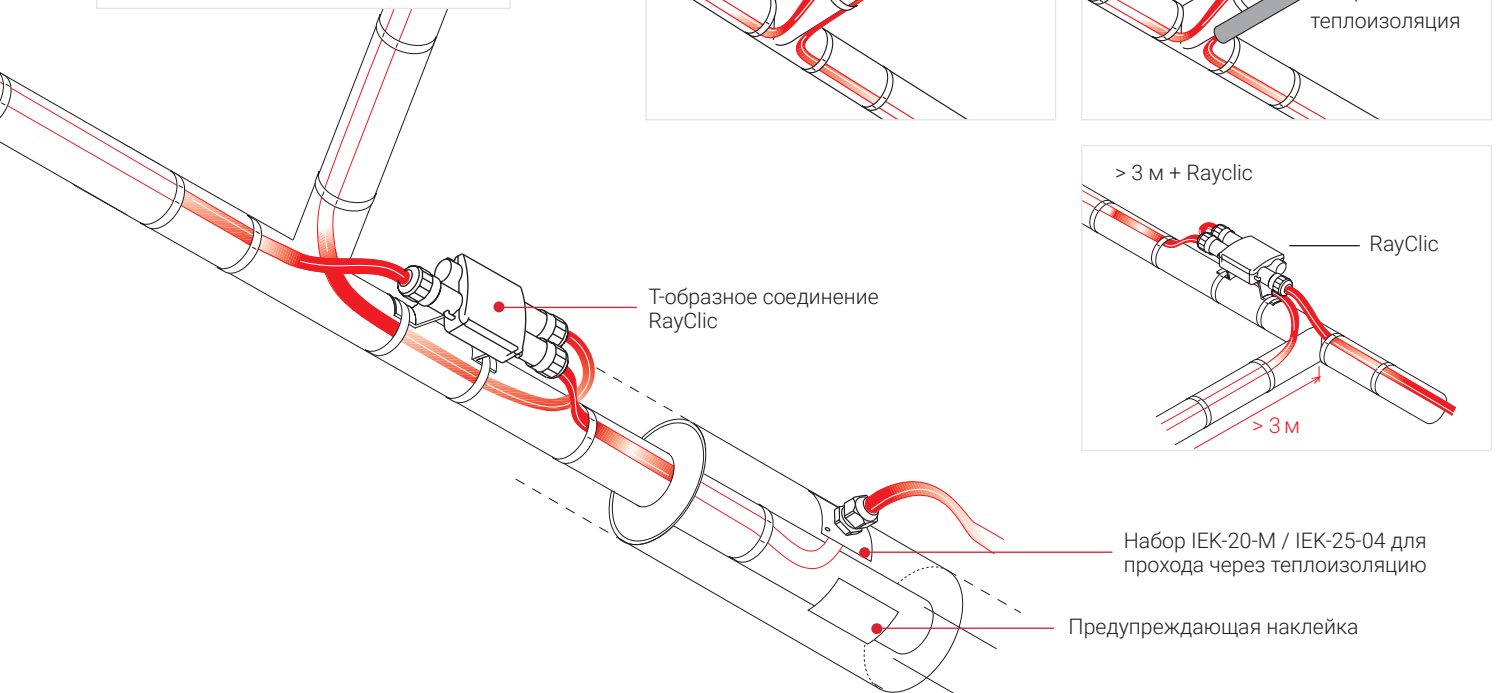 теплоизоляция
> 3 м + Rayclic
RayClic
> 3 м
Т-образное соединение
RayClic
Набор IEK-20-M / IEK-25-04 для
прохода через теплоизоляцию
Предупреждающая наклейка